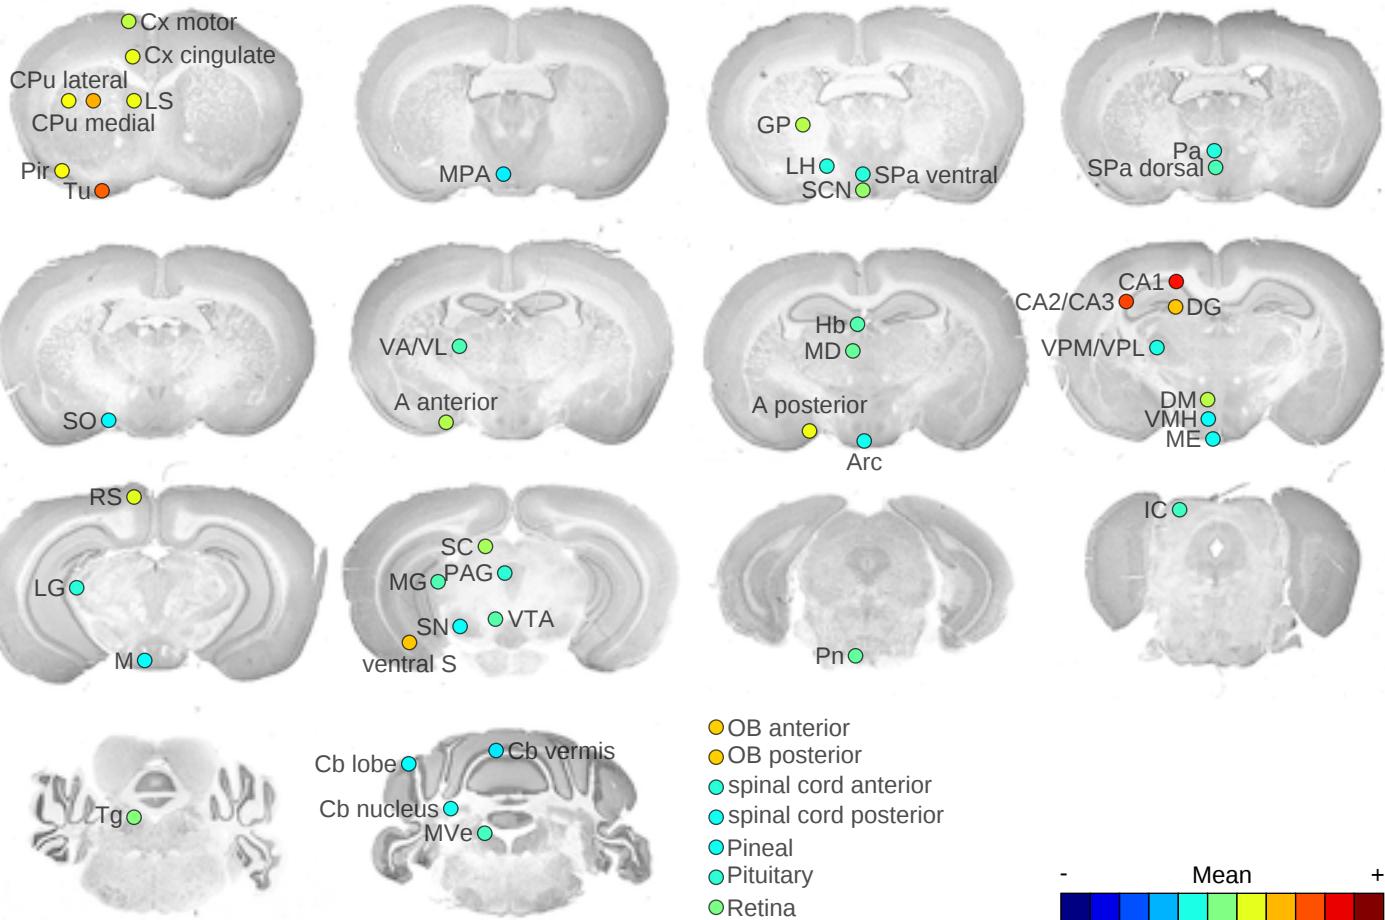 Cx motor
Cx cingulate
CPu lateral
LS
CPu medial
Pir
Tu
MPA
GP
LH
SPa ventral
SCN
Pa
SPa dorsal
SO
VA/VL
A anterior
Hb
MD
A posterior
Arc
CA1
CA2/CA3
DG
VPM/VPL
DM
VMH
ME
RS
LG
M
SC
MG
PAG
SN
VTA
ventral S
Pn
IC
Tg
Cb lobe
Cb vermis
Cb nucleus
MVe
OB anterior
OB posterior
spinal cord anterior
spinal cord posterior
Pineal
Pituitary
Retina
- Mean +